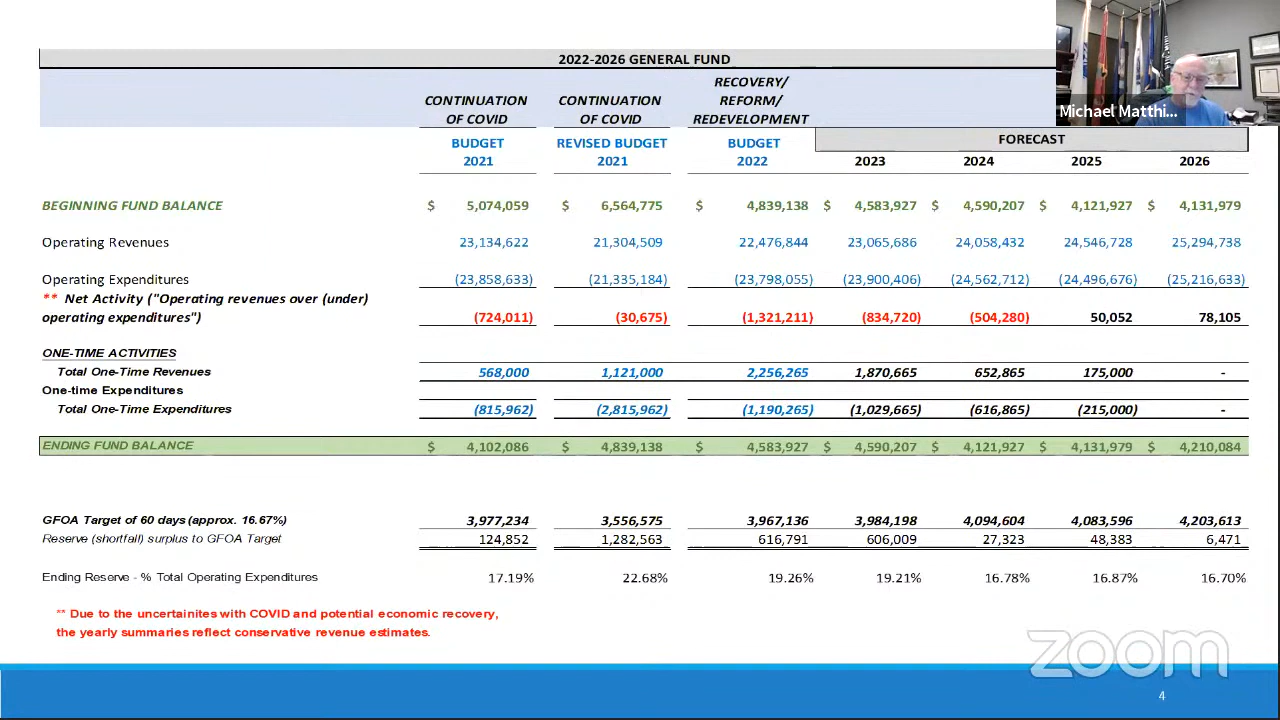 2022-2026 GENERAL FUND
CONTINUATION OF COVID CONTINUATION OF COVID RECOVERY/ REFORM/ REDEVELOPMENT
BUDGET 2021 REVISED BUDGET 2021 BUDGET 2022 FORECAST
2023 2024 2025 2026
BEGINNING FUND BALANCE $ 5,074,059 $ 6,564,775 $ 4,839,138 $ 4,583,927 $ 4,590,207 $ 4,121,927 $ 4,131,979
Operating Revenues 23,134,622 21,304,509 22,476,844 23,065,686 24,058,432 24,546,728 25,294,738
Operating Expenditures (23,858,633) (21,335,184) (23,798,055) (23,900,406) (24,562,712) (24,496,676) (25,216,633)
** Net Activity ("Operating revenues over (under)
operating expenditures") (724,011) (30,675) (1,321,211) (834,720) (504,280) 50,052 78,105
ONE-TIME ACTIVITIES
Total One-Time Revenues 568,000 1,121,000 2,256,265 1,870,665 652,865 175,000 -
One-time Expenditures
Total One-Time Expenditures (815,962) (2,815,962) (1,190,265) (1,029,665) (616,865) (215,000) -
ENDING FUND BALANCE $ 4,102,086 $ 4,839,138 $ 4,583,927 $ 4,590,207 $ 4,121,927 $ 4,131,979 $ 4,210,084
GFOA Target of 60 days (approx. 16.67%) 3,977,234 3,556,575 3,967,136 3,984,198 4,094,604 4,083,596 4,203,613
Reserve (shortfall) surplus to GFOA Target 124,852 1,282,563 616,791 606,009 27,323 48,383 6,471
Ending Reserve - % Total Operating Expenditures 17.19% 22.68% 19.26% 19.21% 16.78% 16.87% 16.70%
** Due to the uncertainites with COVID and potential economic recovery,
the yearly summaries reflect conservative revenue estimates.
Michael Matthi...
zoom
4